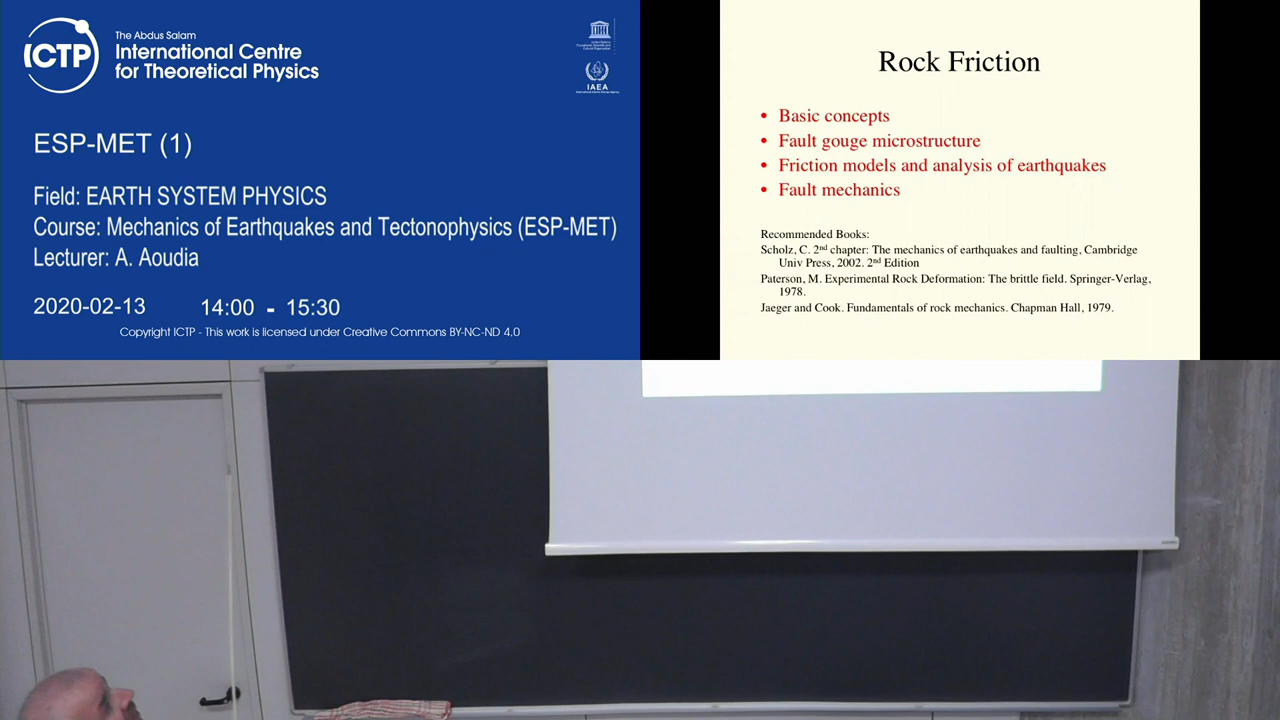 The Abdus Salam
International Centre
for Theoretical Physics
ICTP
IAEA
ESP-MET (1)
Field: EARTH SYSTEM PHYSICS
Course: Mechanics of Earthquakes and Tectonophysics (ESP-MET)
Lecturer: A. Aoudia
2020-02-13 14:00 - 15:30
Copyright ICTP - This work is licensed under Creative Commons BY-NC-ND 4.0
Rock Friction
• Basic concepts
• Fault gouge microstructure
• Friction models and analysis of earthquakes
• Fault mechanics
Recommended Books:
Scholz, C. 2nd chapter: The mechanics of earthquakes and faulting, Cambridge
Univ Press, 2002. 2nd Edition
Paterson, M. Experimental Rock Deformation: The brittle field. Springer-Verlag,
1978.
Jaeger and Cook. Fundamentals of rock mechanics. Chapman Hall, 1979.